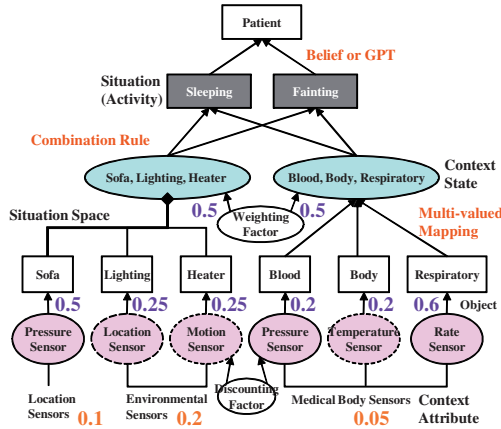 Patient
Belief or GPT
Situation
(Activity)
Sleeping
Fainting
Combination Rule
Sofa, Lighting, Heater
Blood, Body, Respiratory
Context
State
0.5
Weighting
Factor
0.5
Situation Space
Multi-valued
Mapping
Sofa
Lighting
Heater
Blood
Body
Respiratory
0.5
0.25
0.25
0.2
0.2
0.6
Object
Pressure
Sensor
Location
Sensor
Motion
Sensor
Pressure
Sensor
Temperature
Sensor
Rate
Sensor
Discounting
Factor
Location
Sensors
0.1
Environmental
Sensors
0.2
Medical Body Sensors
0.05
Context
Attribute